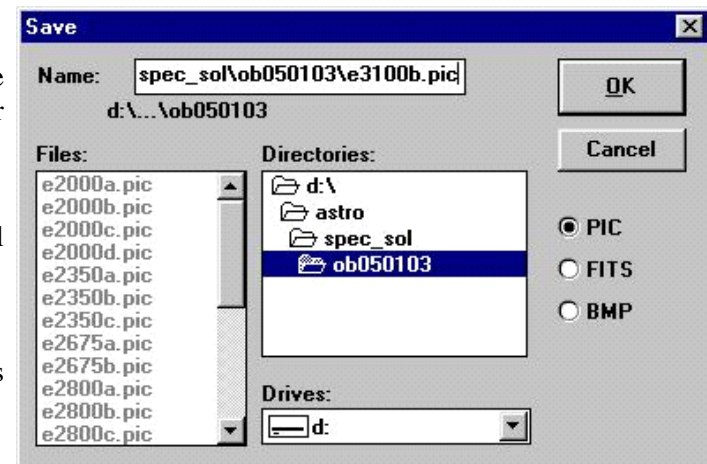 Save
Name: spec_sol\ob050103\e3100b.pic
d:\...\ob050103
OK
Cancel
Files:
e2000a.pic
e2000b.pic
e2000c.pic
e2000d.pic
e2350a.pic
e2350b.pic
e2350c.pic
e2675a.pic
e2675b.pic
e2800a.pic
e2800b.pic
e2800c.pic
Directories:
d:\
astro
spec_sol
ob050103
Drives:
d:
PIC
FITS
BMP